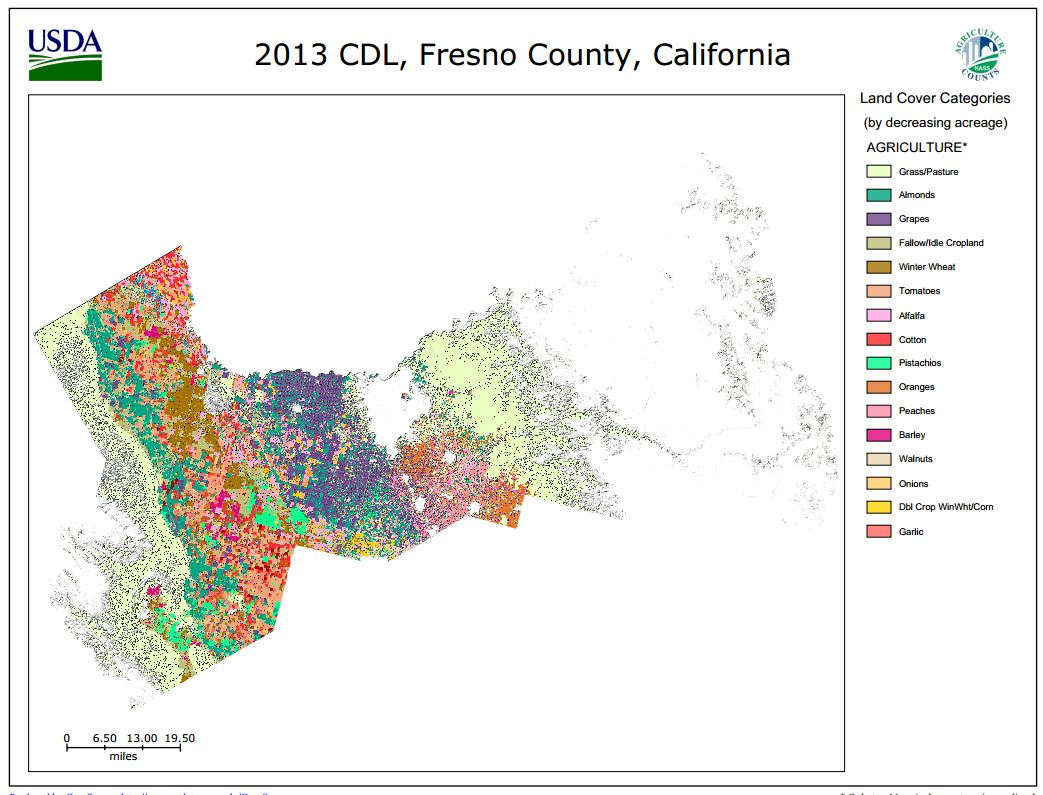 USDA
2013 CDL, Fresno County, California
AGRICULTURE
NASS
COUNTS
Land Cover Categories
(by decreasing acreage)
AGRICULTURE*
Grass/Pasture
Almonds
Grapes
Fallow/Idle Cropland
Winter Wheat
Tomatoes
Alfalfa
Cotton
Pistachios
Oranges
Peaches
Barley
Walnuts
Onions
Dbl Crop WinWht/Corn
Garlic
0 6.50 13.00 19.50
miles